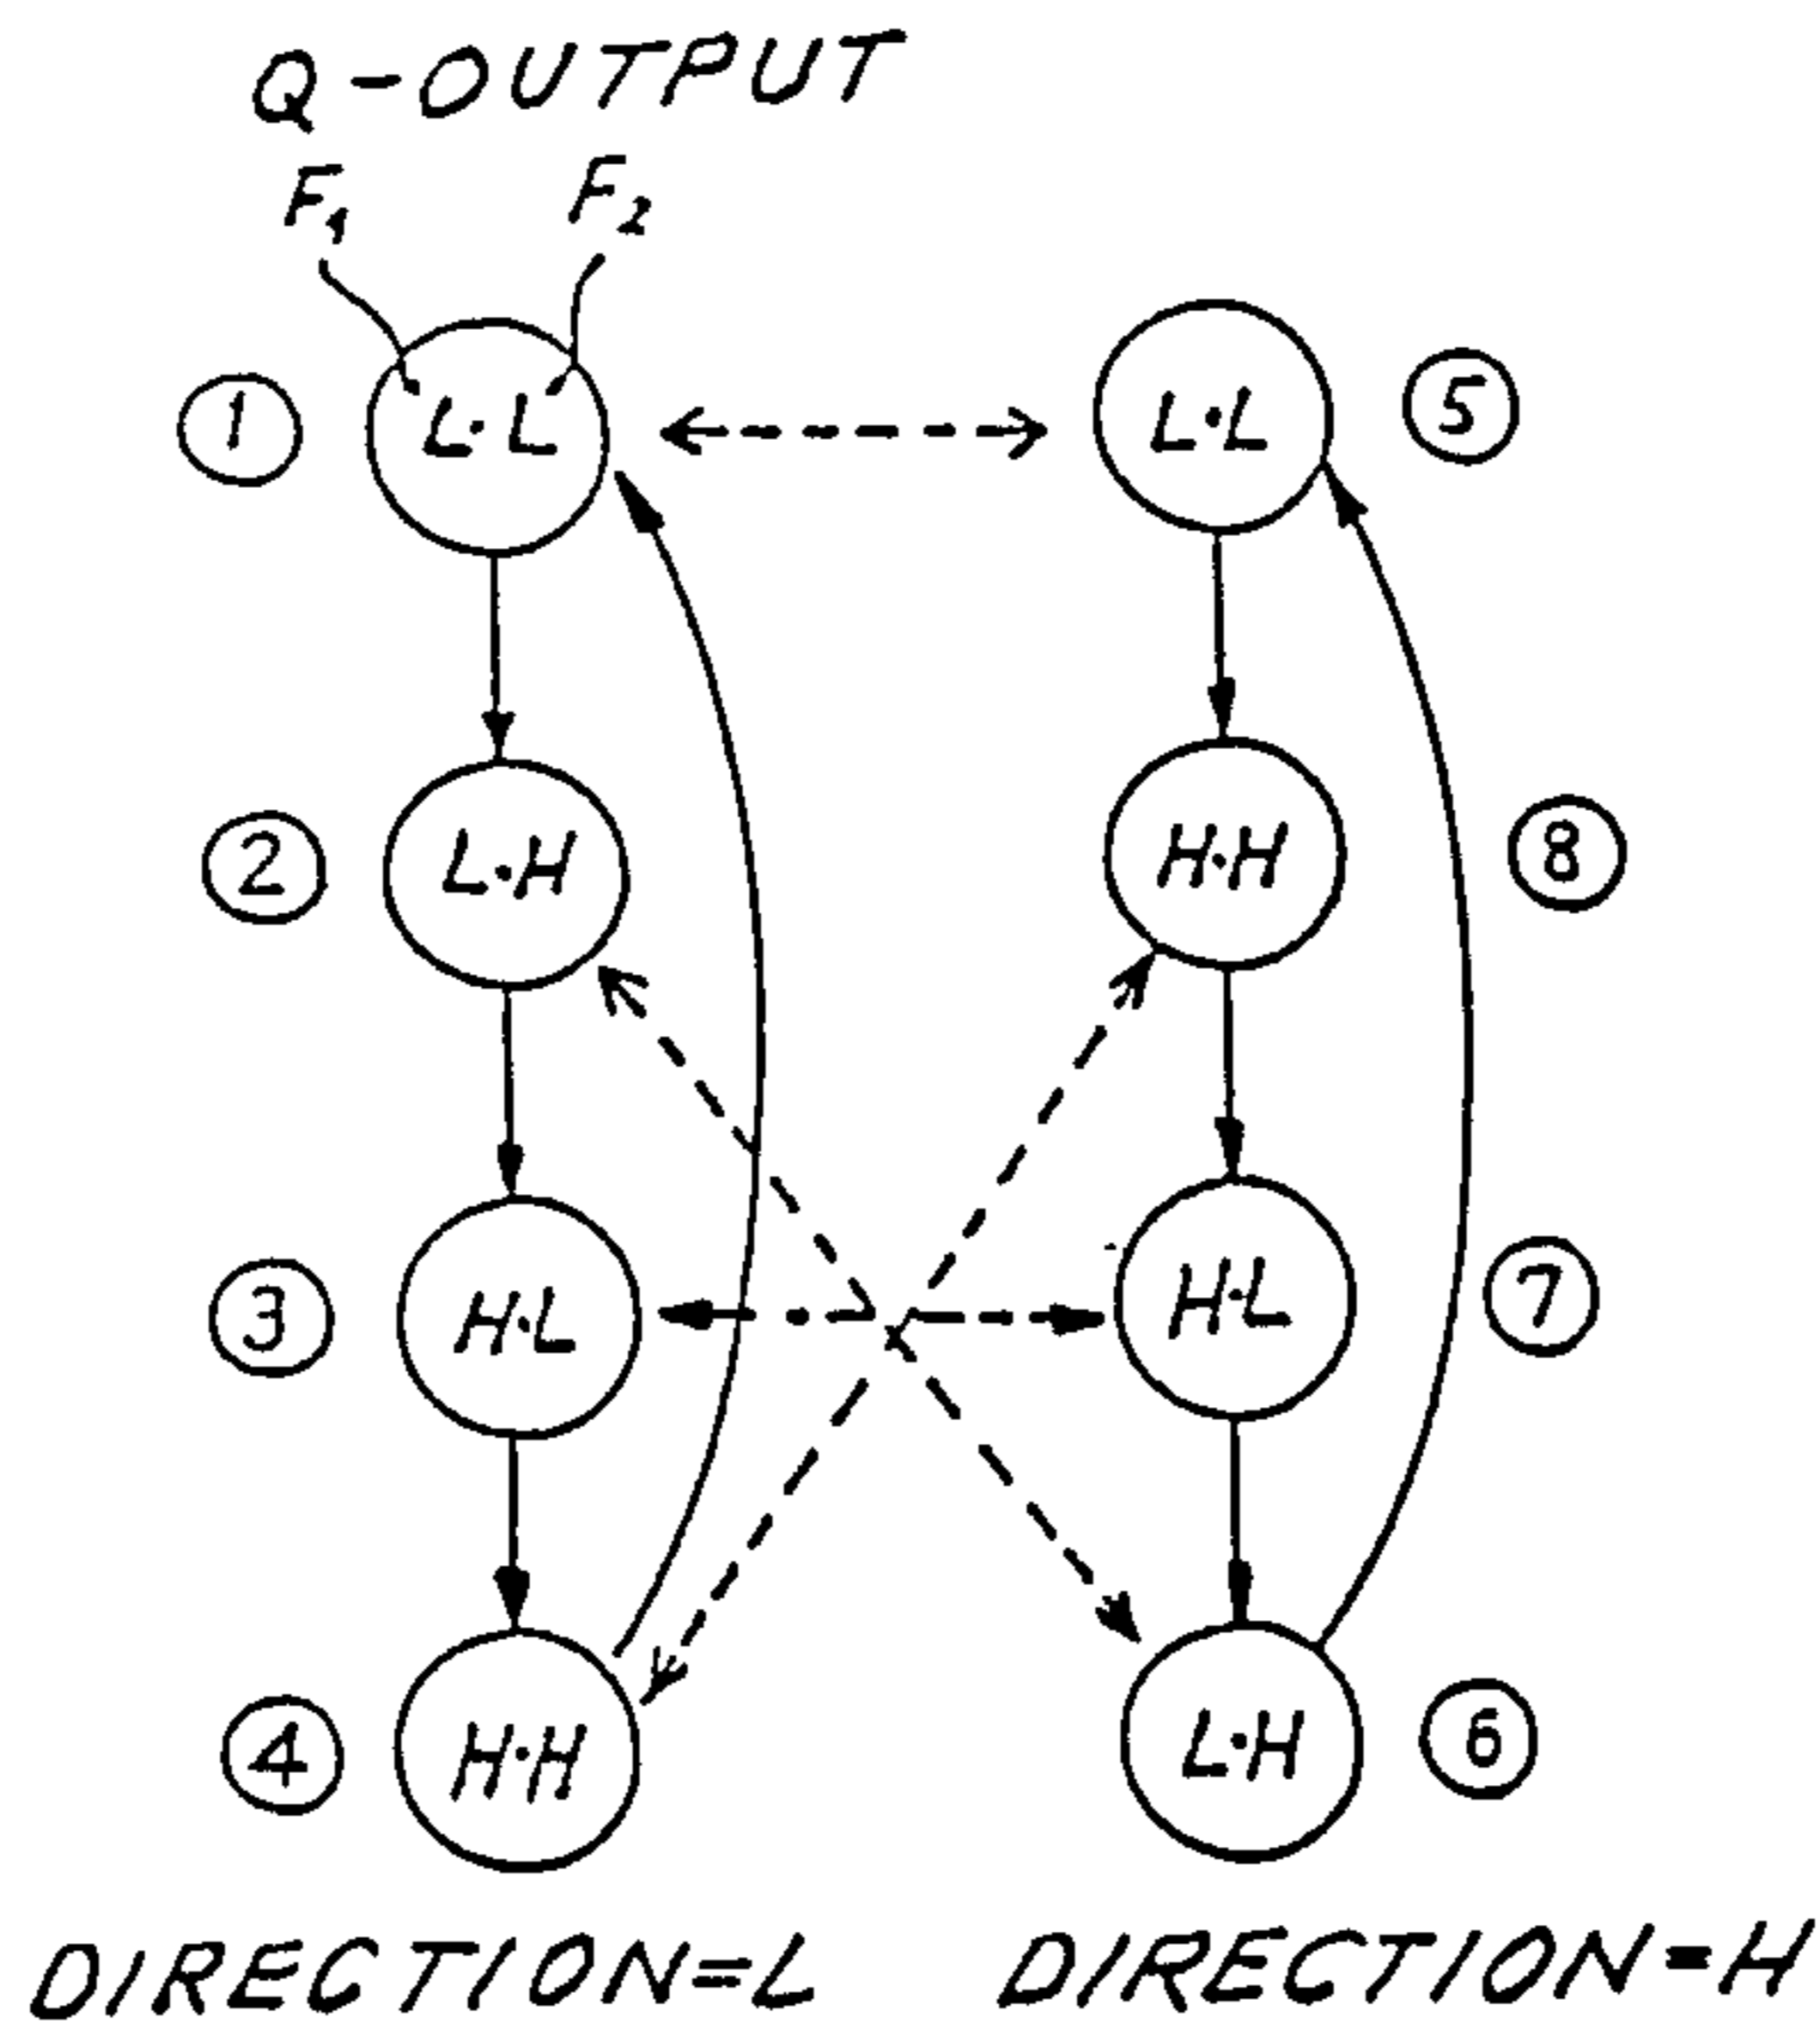 Q-OUTPUT
F1 F2
1 L·L L·L 5
2 L·H H·H 8
3 H·L H·L 7
4 H·H L·H 6
DIRECTION=L DIRECTION=H